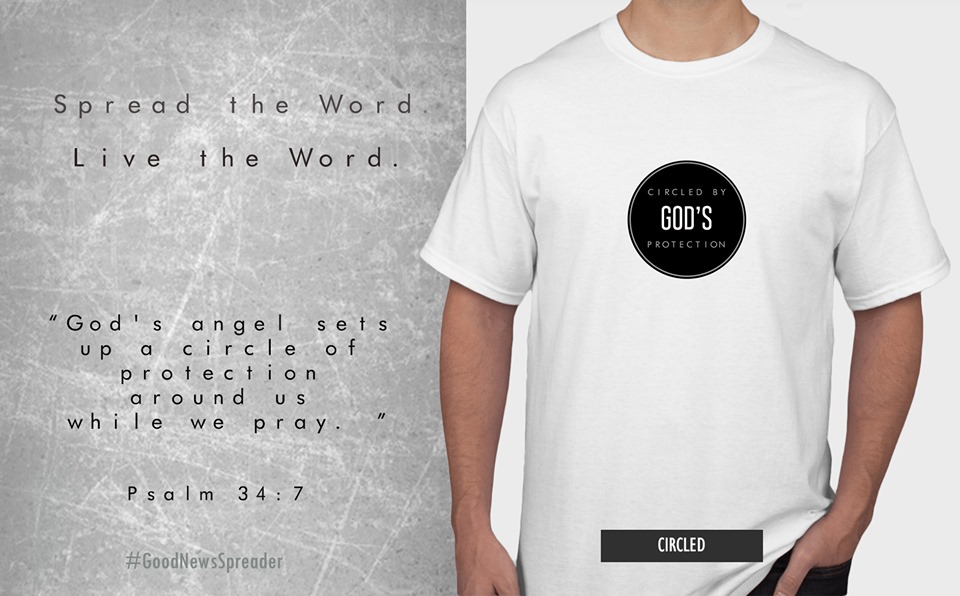 Spread the Word.
Live the Word.
“God's angel sets
up a circle of
protection
around us
while we pray. ”
Psalm 34:7
#GoodNewsSpreader
CIRCLED BY
GOD'S
PROTECTION
CIRCLED